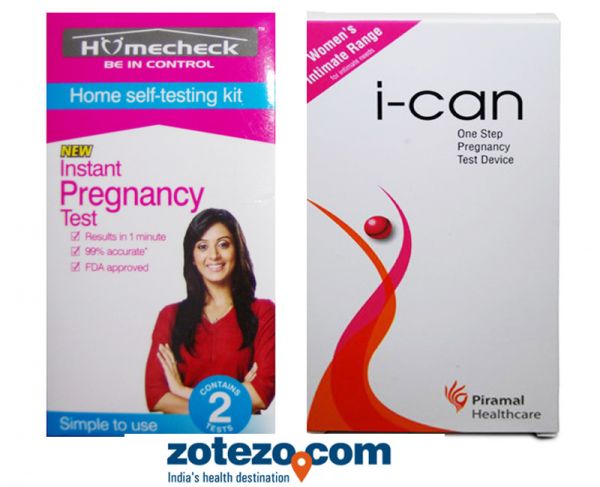 Homecheck
BE IN CONTROL
Home self-testing kit
NEW
Instant
Pregnancy
Test
Results in 1 minute
99% accurate*
FDA approved
CONTAINS
2
TESTS
Simple to use
Women's
Intimate Range
for intimate needs
i-can
One Step
Pregnancy
Test Device
Piramal
Healthcare
zotezo.com
India's health destination